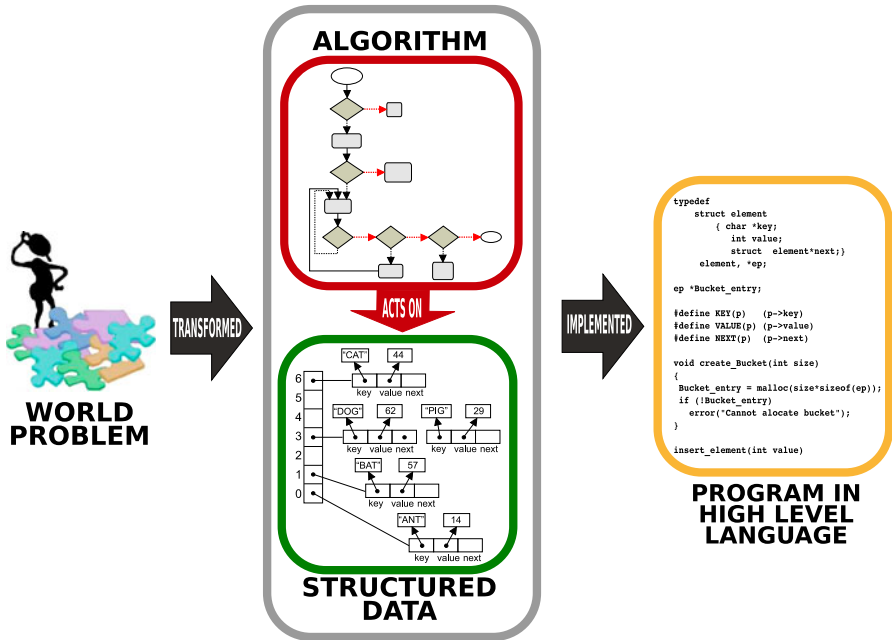 ALGORITHM
WORLD
PROBLEM
TRANSFORMED
ACTS ON
"CAT" 44
6
key value next
5
4
"DOG" 62 "PIG" 29
3
key value next key value next
2
"BAT" 57
1
key value next
0
"ANT" 14
key value next
STRUCTURED
DATA
IMPLEMENTED
typedef
struct element
{ char *key;
int value;
struct element*next;}
element, *ep;
ep *Bucket_entry;
#define KEY(p) (p->key)
#define VALUE(p) (p->value)
#define NEXT(p) (p->next)
void create_Bucket(int size)
{
Bucket_entry = malloc(size*sizeof(ep));
if (!Bucket_entry)
error("Cannot alocate bucket");
}
insert_element(int value)
PROGRAM IN
HIGH LEVEL
LANGUAGE